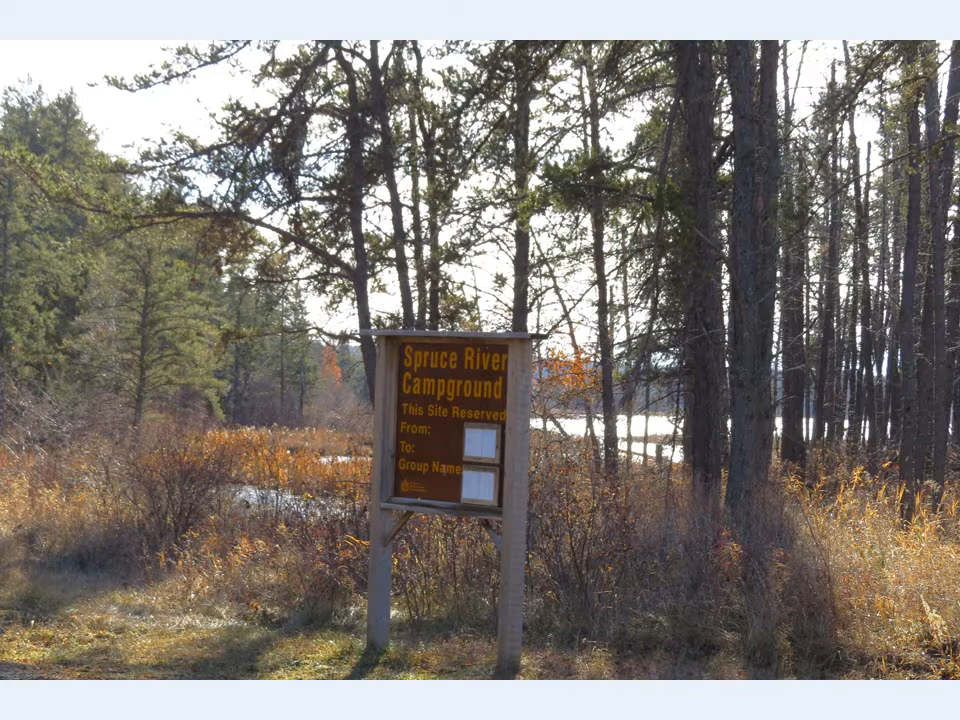 Spruce River
Campground
This Site Reserved
From:
To:
Group Name